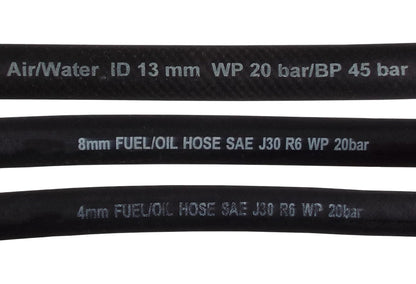 Air/Water ID 13 mm WP 20 bar/BP 45 bar
8mm FUEL/OIL HOSE SAE J30 R6 WP 20bar
4mm FUEL/OIL HOSE SAE J30 R6 WP 20bar